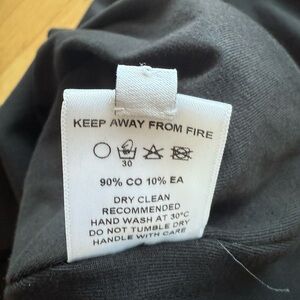 KEEP AWAY FROM FIRE
30
90% CO 10% EA
DRY CLEAN
RECOMMENDED
HAND WASH AT 30°C
DO NOT TUMBLE DRY
HANDLE WITH CARE